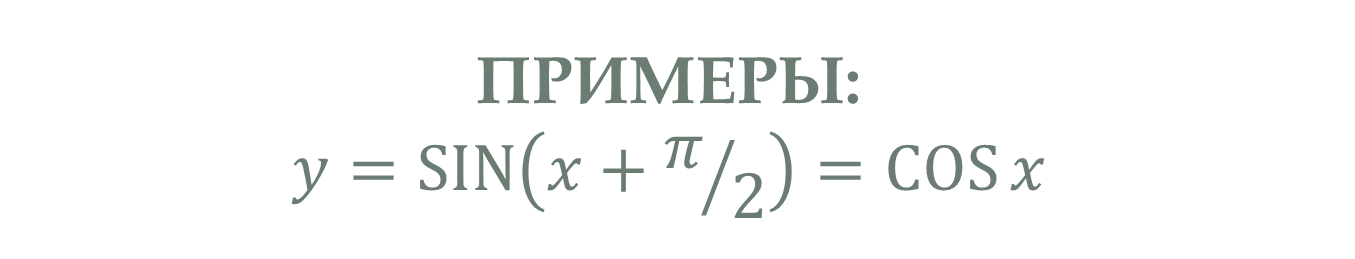 ПРИМЕРЫ:
y = SIN(x + π/2) = COS x